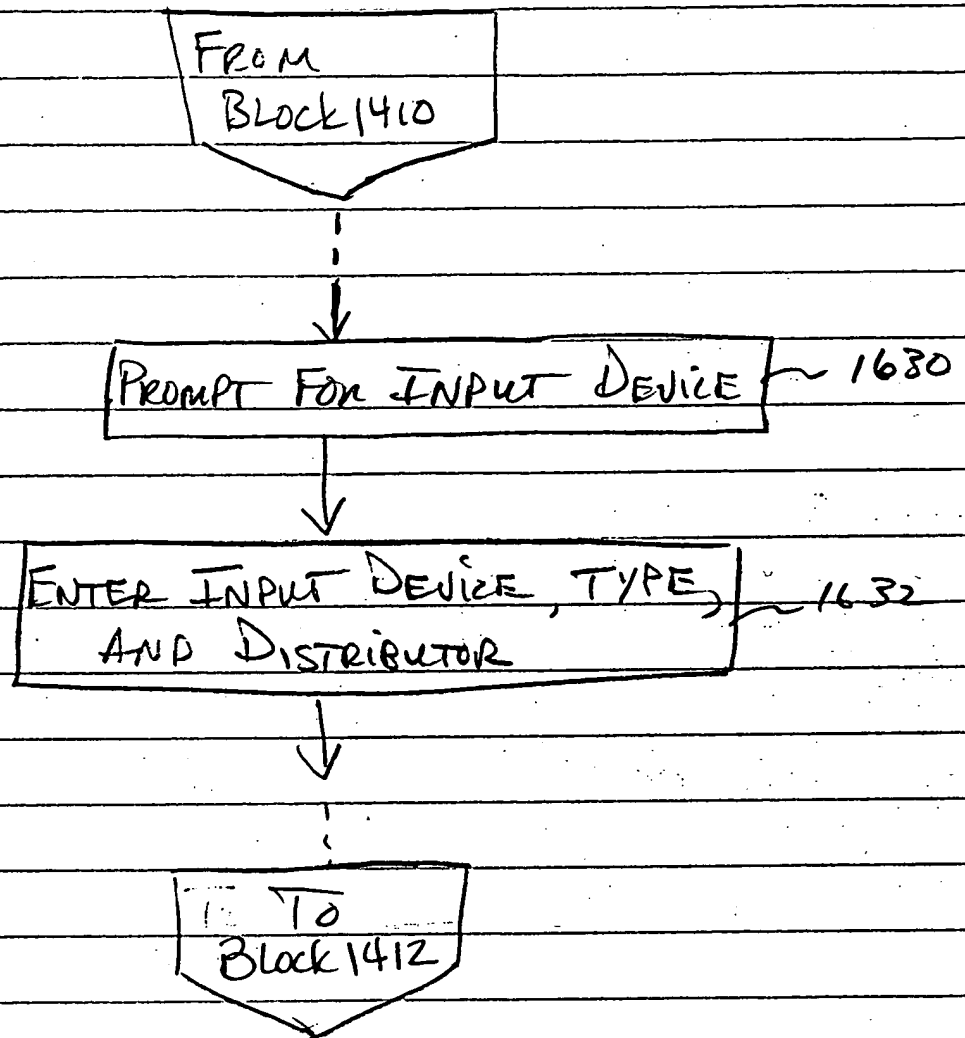 FROM
BLOCK 1410
PROMPT FOR INPUT DEVICE
1630
ENTER INPUT DEVICE, TYPE,
AND DISTRIBUTOR
1632
TO
BLOCK 1412